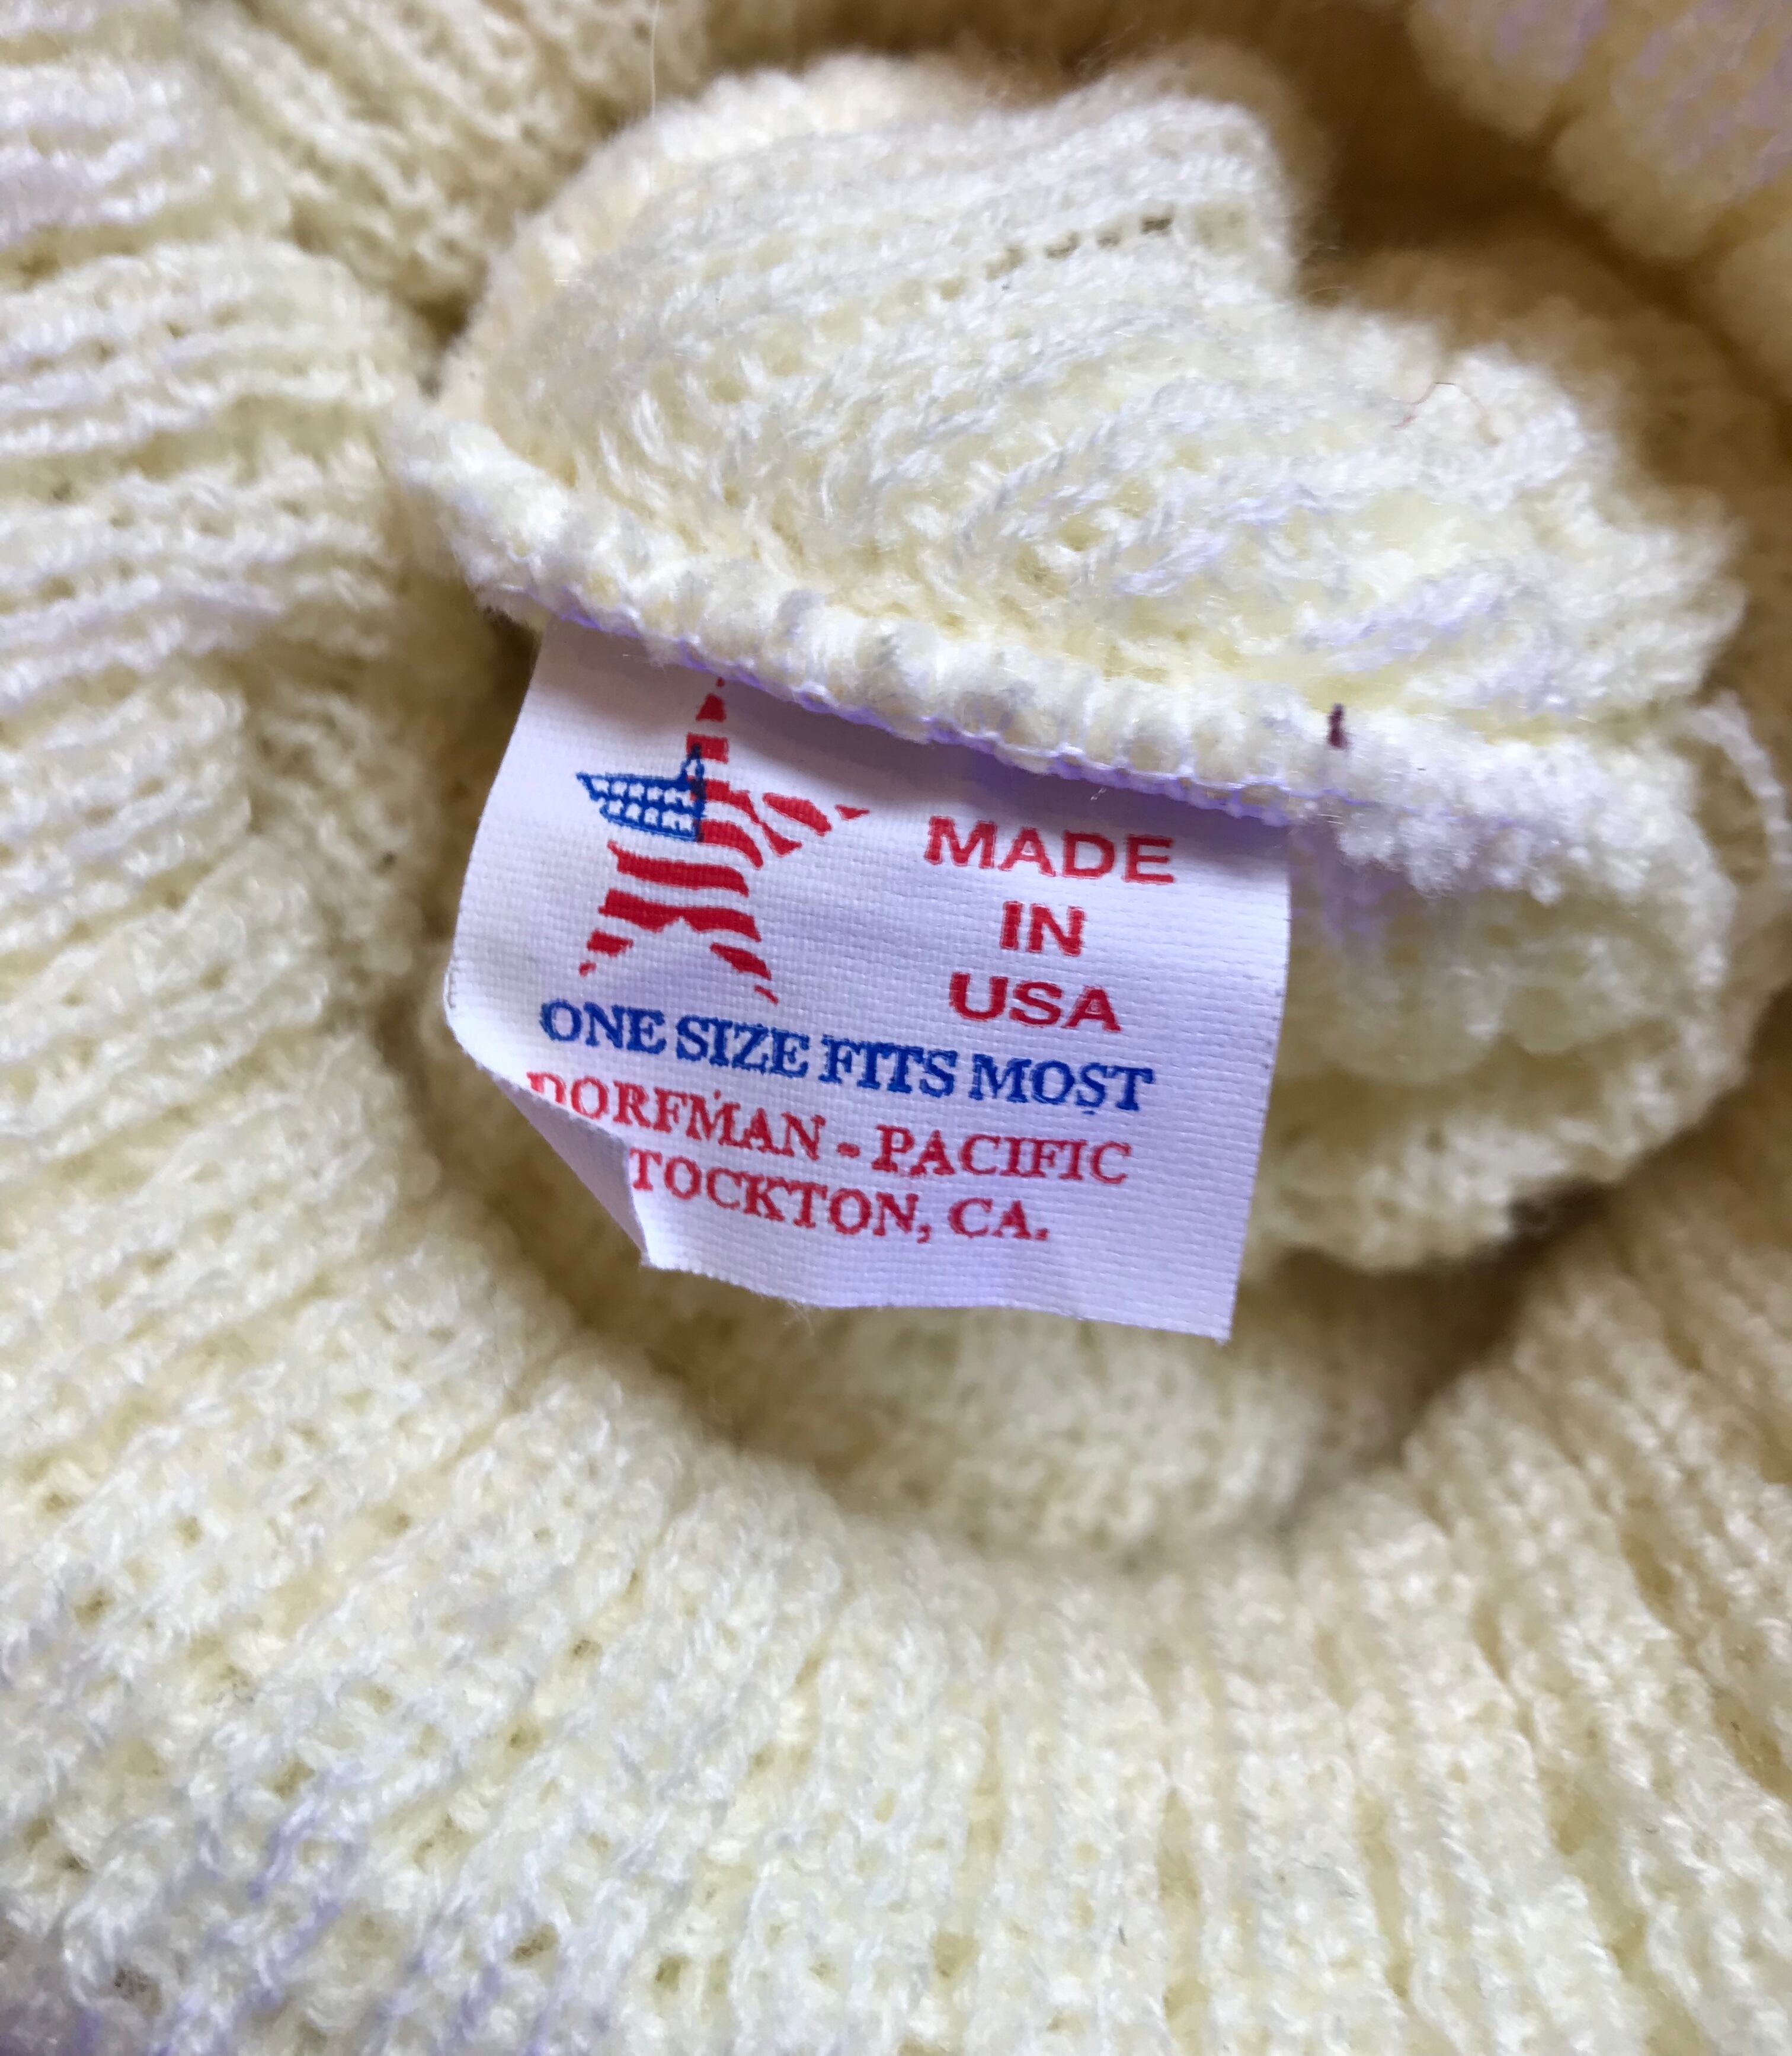 MADE
IN
USA
ONE SIZE FITS MOST
DORFMAN - PACIFIC
TOCKTON, CA.